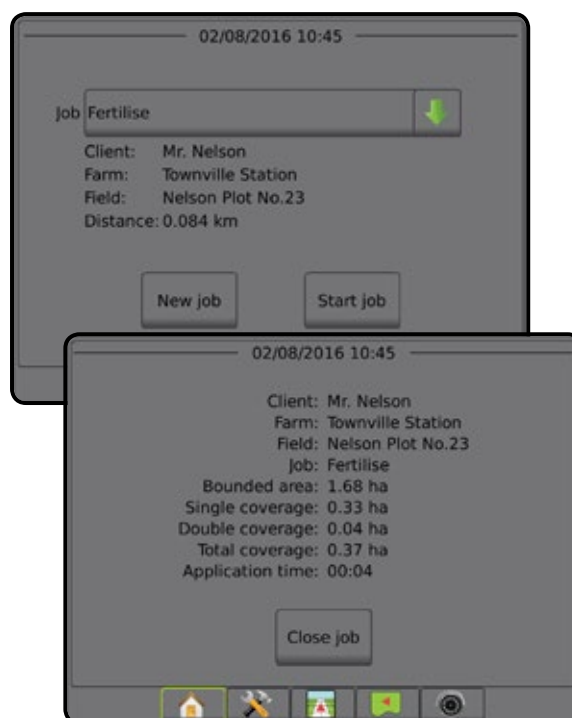 02/08/2016 10:45
Job Fertilise
Client: Mr. Nelson
Farm: Townville Station
Field: Nelson Plot No.23
Distance: 0.084 km
New job Start job
02/08/2016 10:45
Client: Mr. Nelson
Farm: Townville Station
Field: Nelson Plot No.23
Job: Fertilise
Bounded area: 1.68 ha
Single coverage: 0.33 ha
Double coverage: 0.04 ha
Total coverage: 0.37 ha
Application time: 00:04
Close job